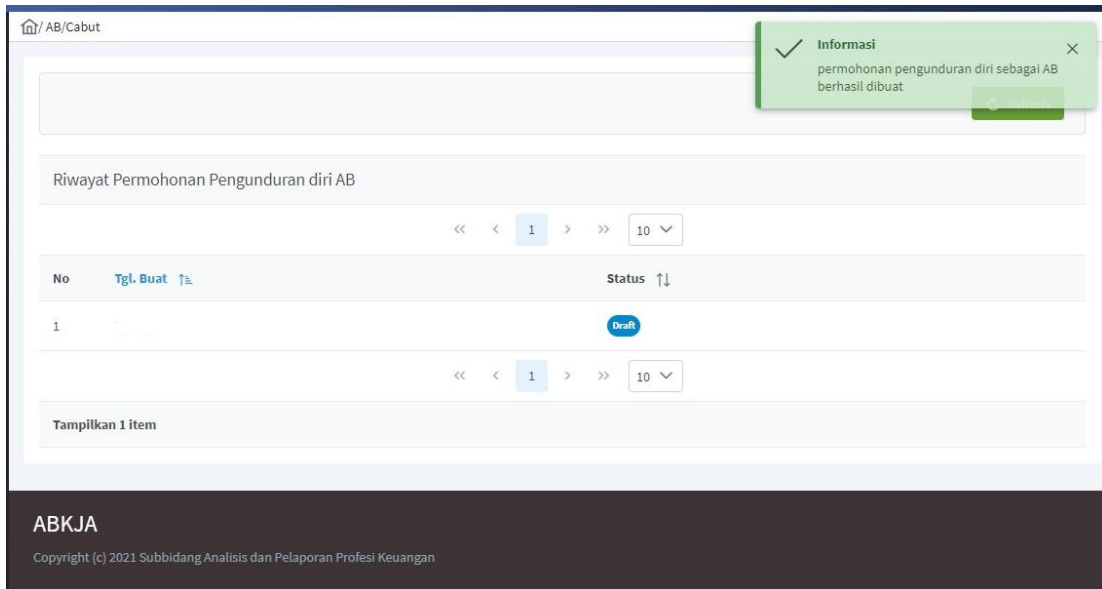 / AB/Cabut
Informasi
permohonan pengunduran diri sebagai AB
berhasil dibuat
Riwayat Permohonan Pengunduran diri AB
<< < 1 > >> 10
No Tgl. Buat Status
1 Draft
<< < 1 > >> 10
Tampilkan 1 item
ABKJA
Copyright (c) 2021 Subbidang Analisis dan Pelaporan Profesi Keuangan